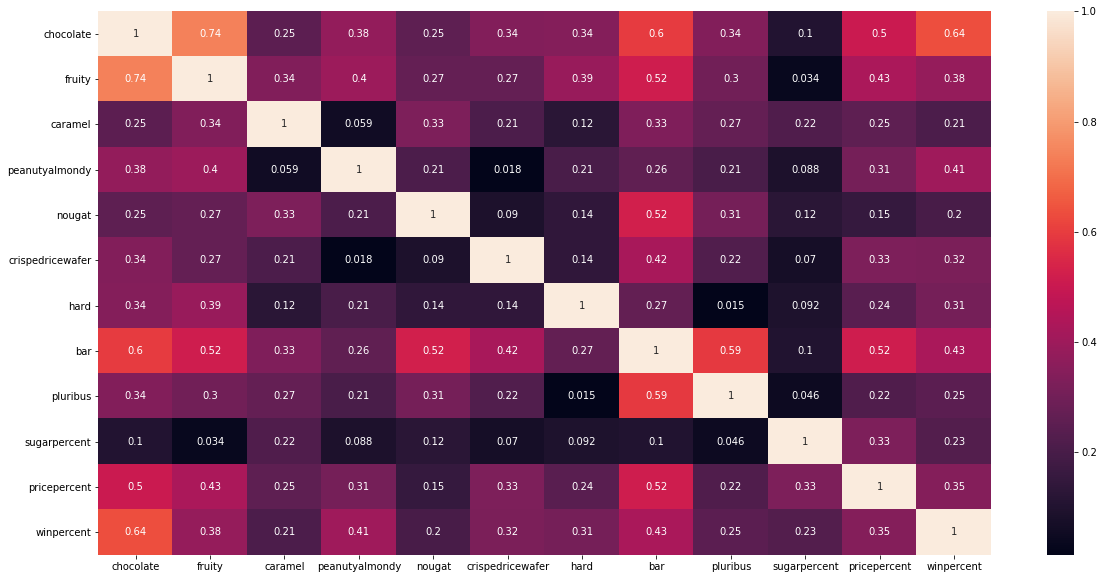 chocolate 1 0.74 0.25 0.38 0.25 0.34 0.34 0.6 0.34 0.1 0.5 0.64
fruity 0.74 1 0.34 0.4 0.27 0.27 0.39 0.52 0.3 0.034 0.43 0.38
caramel 0.25 0.34 1 0.059 0.33 0.21 0.12 0.33 0.27 0.22 0.25 0.21
peanutyalmondy 0.38 0.4 0.059 1 0.21 0.018 0.21 0.26 0.21 0.088 0.31 0.41
nougat 0.25 0.27 0.33 0.21 1 0.09 0.14 0.52 0.31 0.12 0.15 0.2
crispedricewafer 0.34 0.27 0.21 0.018 0.09 1 0.14 0.42 0.22 0.07 0.33 0.32
hard 0.34 0.39 0.12 0.21 0.14 0.14 1 0.27 0.015 0.092 0.24 0.31
bar 0.6 0.52 0.33 0.26 0.52 0.42 0.27 1 0.59 0.1 0.52 0.43
pluribus 0.34 0.3 0.27 0.21 0.31 0.22 0.015 0.59 1 0.046 0.22 0.25
sugarpercent 0.1 0.034 0.22 0.088 0.12 0.07 0.092 0.1 0.046 1 0.33 0.23
pricepercent 0.5 0.43 0.25 0.31 0.15 0.33 0.24 0.52 0.22 0.33 1 0.35
winpercent 0.64 0.38 0.21 0.41 0.2 0.32 0.31 0.43 0.25 0.23 0.35 1
chocolate fruity caramel peanutyalmondy nougat crispedricewafer hard bar pluribus sugarpercent pricepercent winpercent
1.0
0.8
0.6
0.4
0.2